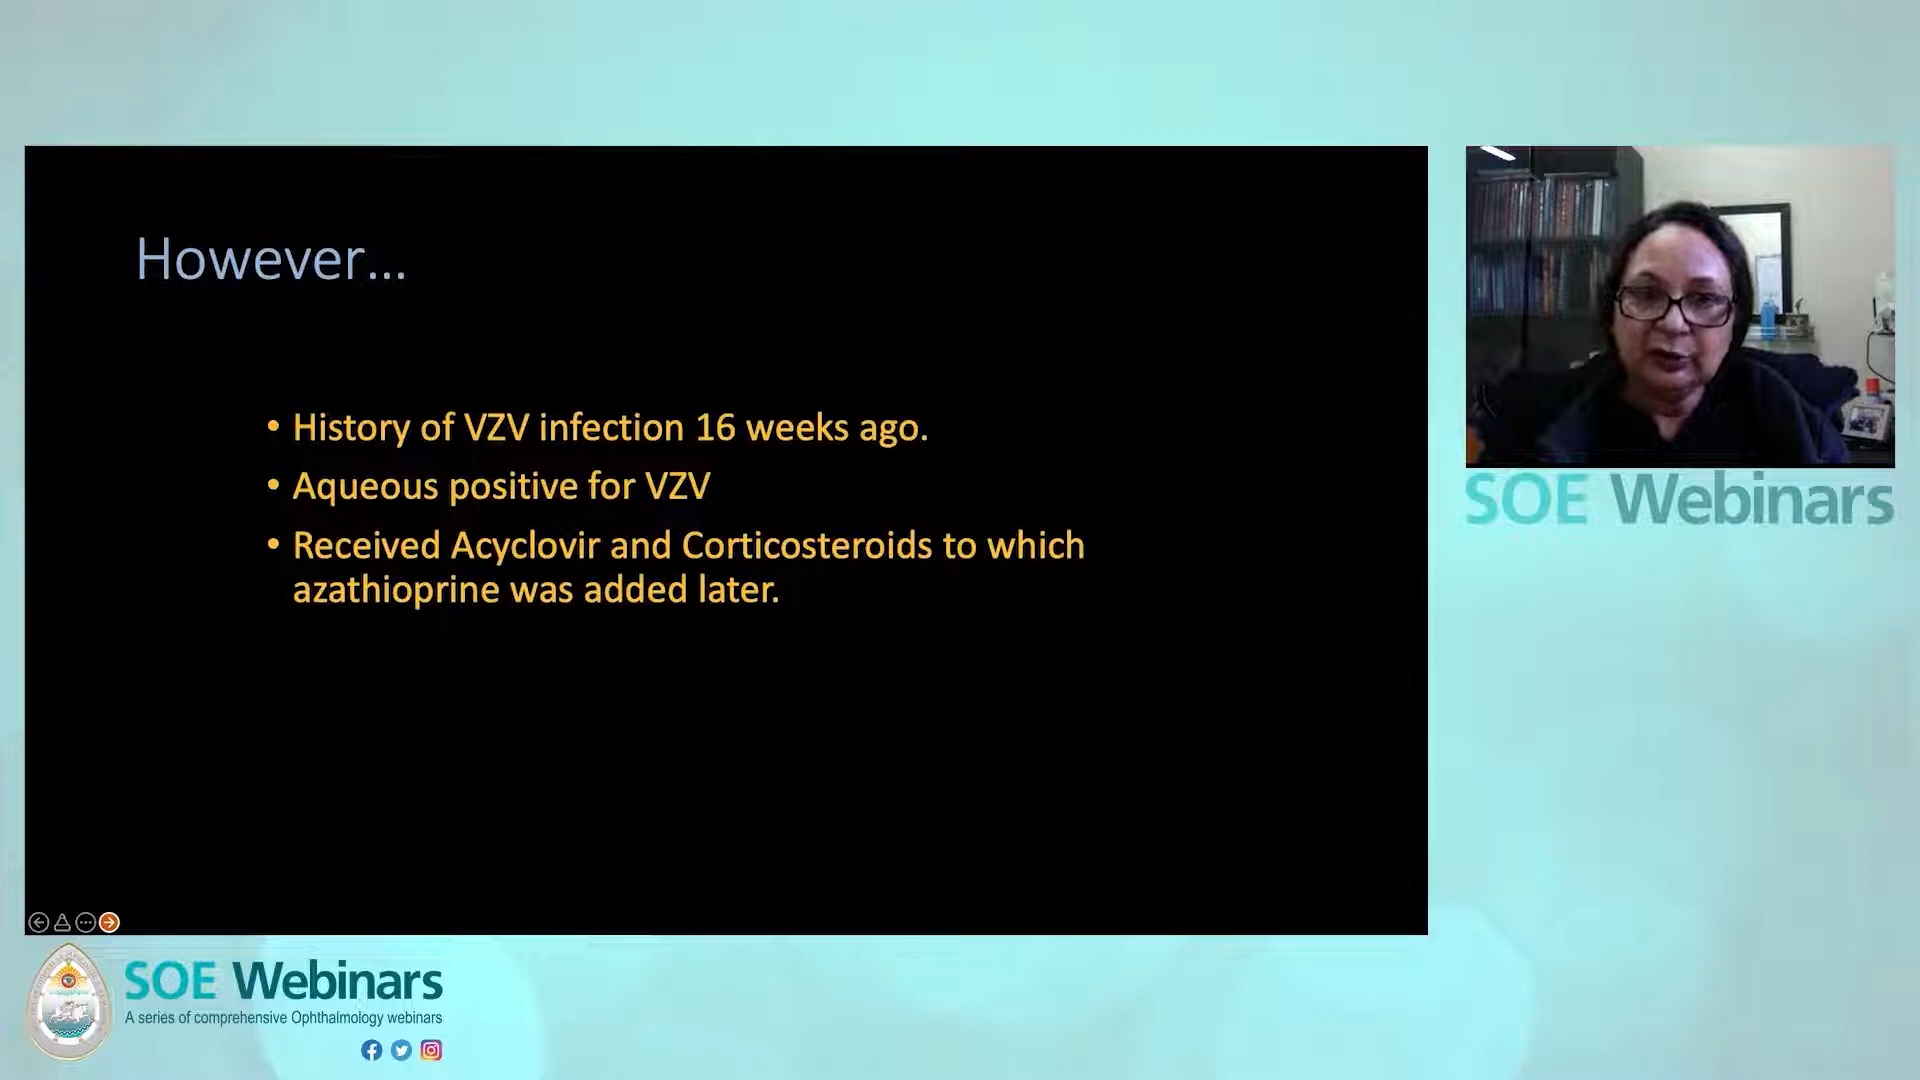 However...
• History of VZV infection 16 weeks ago.
• Aqueous positive for VZV
• Received Acyclovir and Corticosteroids to which
azathioprine was added later.
SOE Webinars
SOE Webinars
A series of comprehensive Ophthalmology webinars